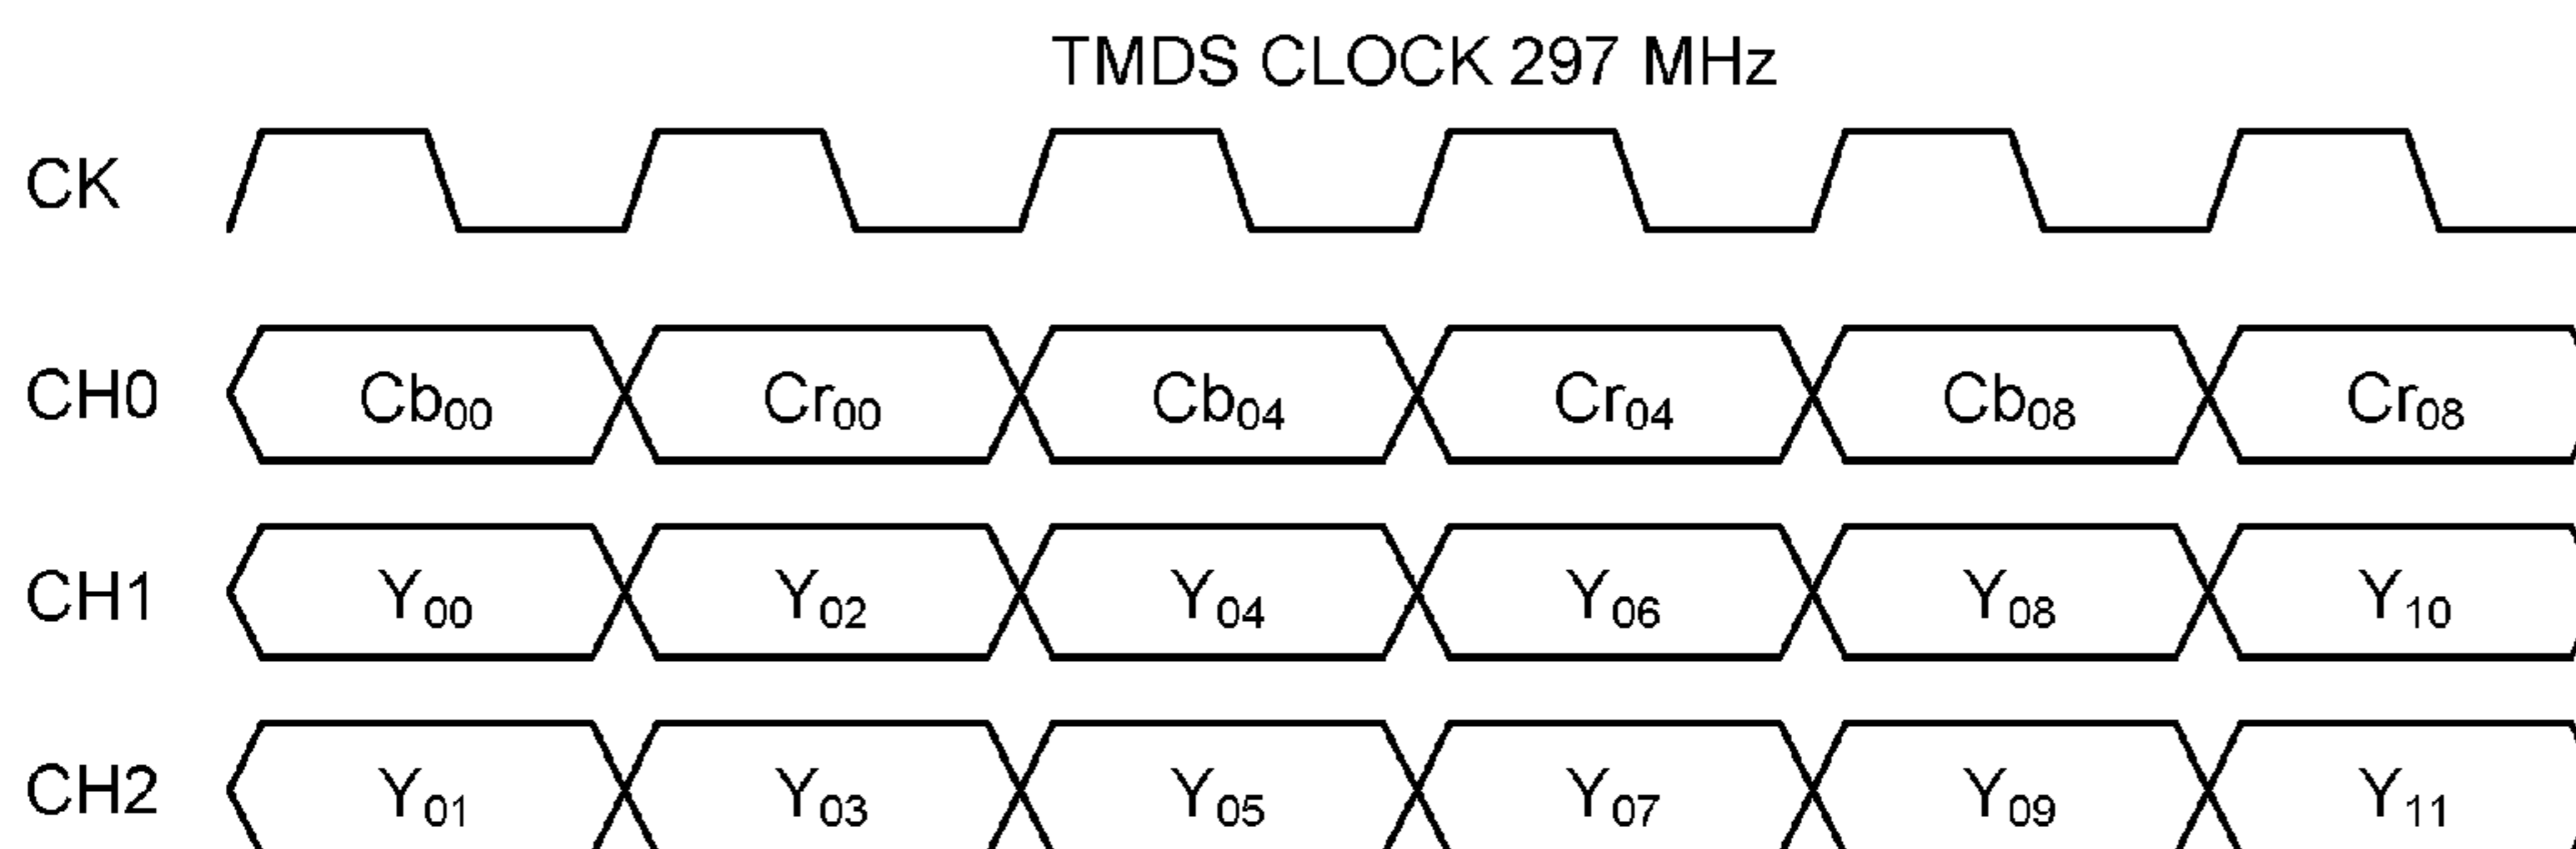 TMDS CLOCK 297 MHz
CK
CH0 Cb00 Cr00 Cb04 Cr04 Cb08 Cr08
CH1 Y00 Y02 Y04 Y06 Y08 Y10
CH2 Y01 Y03 Y05 Y07 Y09 Y11